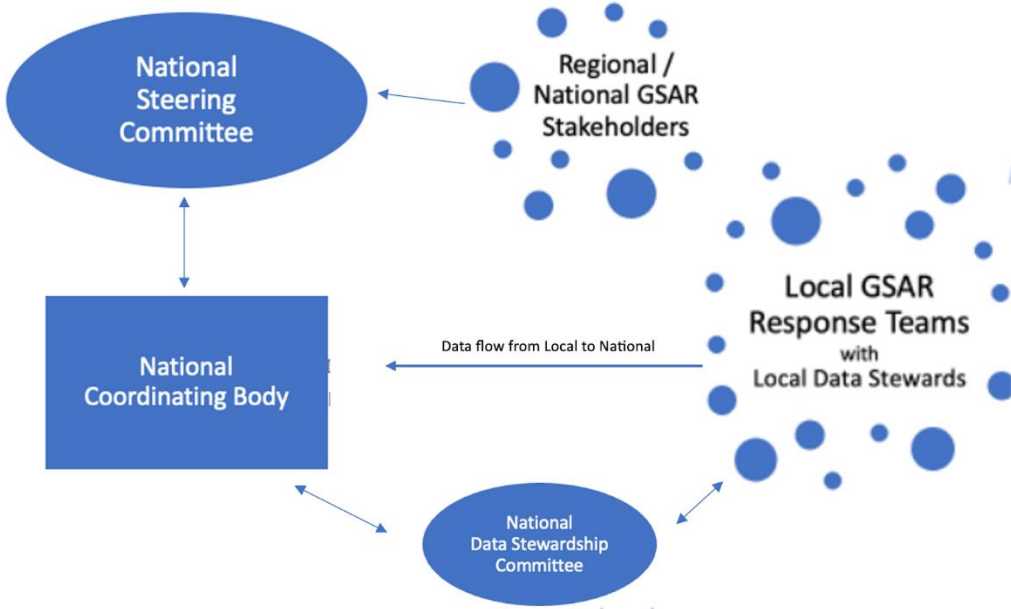 National
Steering
Committee
Regional /
National GSAR
Stakeholders
Local GSAR
Response Teams
with
Local Data Stewards
Data flow from Local to National
National
Coordinating Body
National
Data Stewardship
Committee